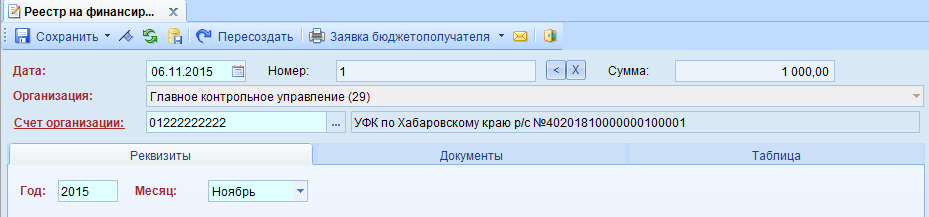 Реестр на финансир... X
Сохранить Пересоздать Заявка бюджетополучателя
Дата: 06.11.2015 Номер: 1 < X Сумма: 1 000,00
Организация: Главное контрольное управление (29)
Счет организации: 01222222222 ... УФК по Хабаровскому краю р/с №40201810000000100001
Реквизиты Документы Таблица
Год: 2015 Месяц: Ноябрь